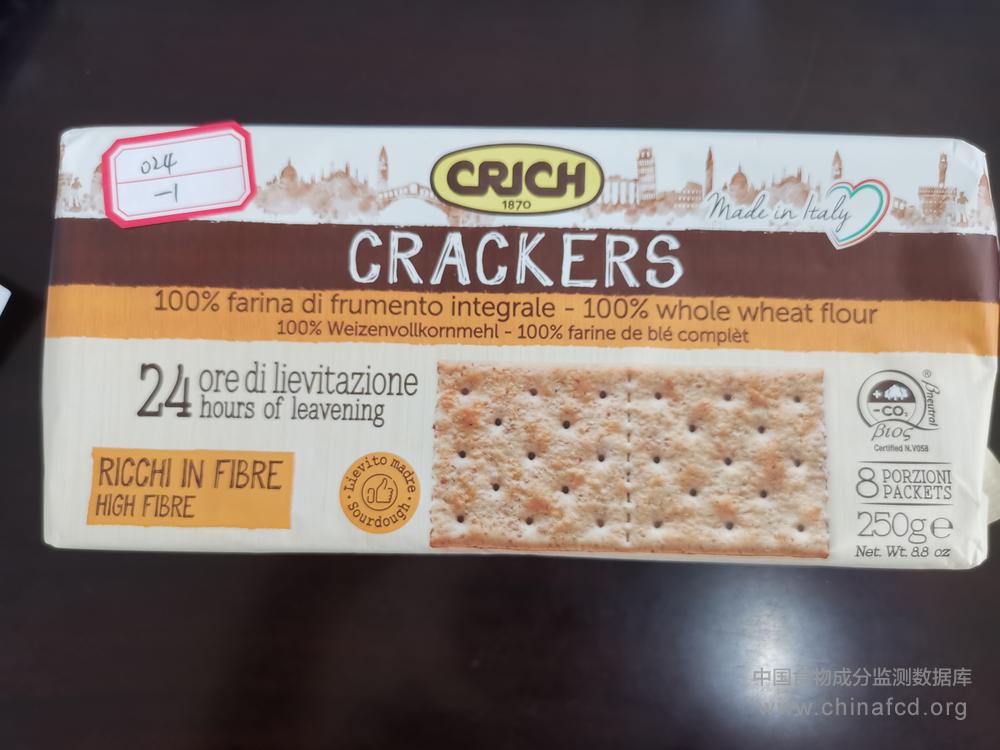 024
-1
CRICH
1870
Made in Italy
CRACKERS
100% farina di frumento integrale - 100% whole wheat flour
100% Weizenvollkornmehl - 100% farine de blé complèt
24 ore di lievitazione
hours of leavening
RICCHI IN FIBRE
HIGH FIBRE
Lievito madre
Sourdough
-CO₂
βneutral
®
βιος
Certified N.V058
8 PORZIONI
PACKETS
250g e
Net. Wt. 8.8 oz
中国食物成分监测数据库
www.chinafcd.org